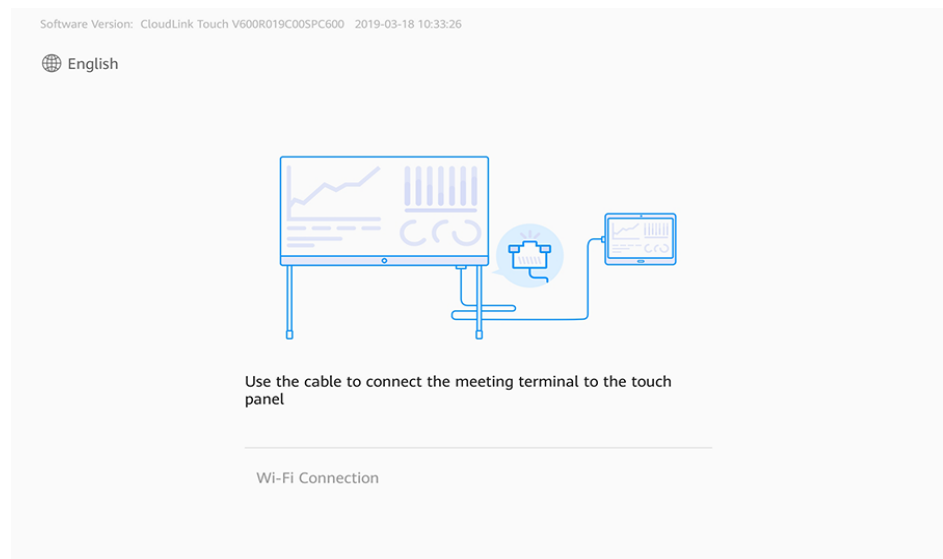 Software Version: CloudLink Touch V600R019C00SPC600 2019-03-18 10:33:26
English
Use the cable to connect the meeting terminal to the touch
panel
Wi-Fi Connection